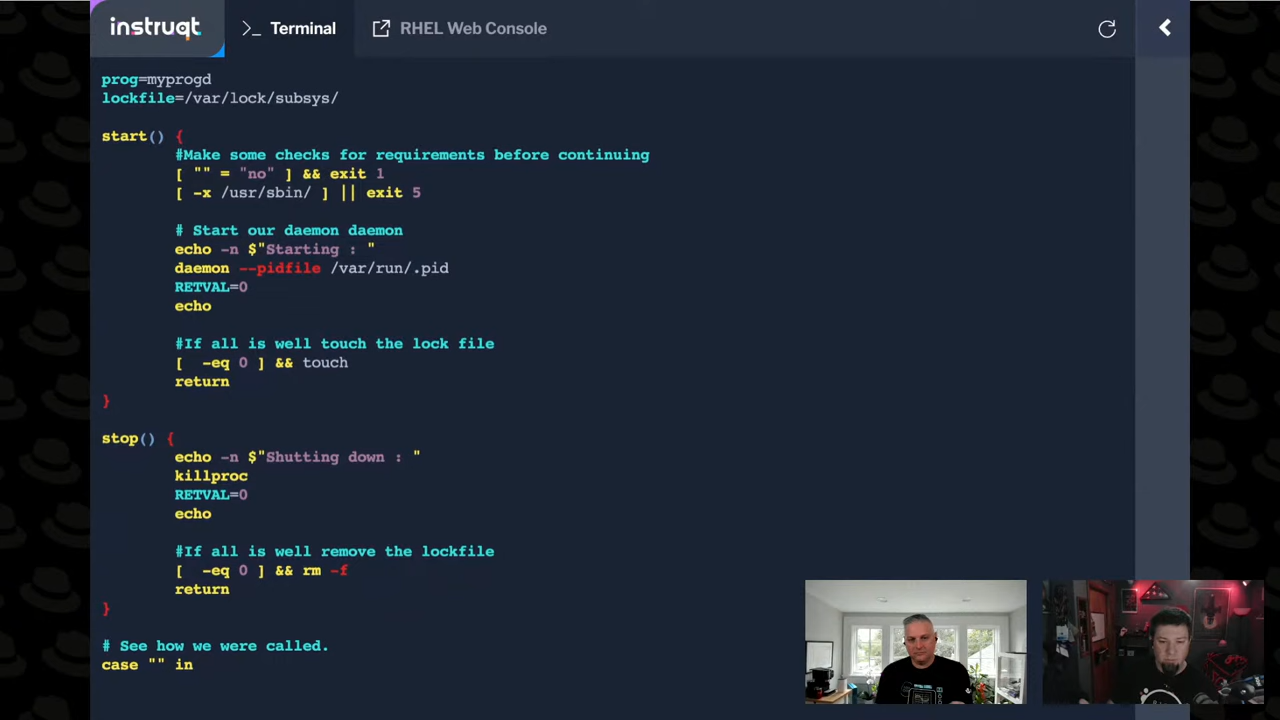 instruqt
>_ Terminal
RHEL Web Console
prog=myprogd
lockfile=/var/lock/subsys/
start() {
#Make some checks for requirements before continuing
[ "" = "no" ] && exit 1
[ -x /usr/sbin/ ] || exit 5
# Start our daemon daemon
echo -n $"Starting : "
daemon --pidfile /var/run/.pid
RETVAL=0
echo
#If all is well touch the lock file
[  -eq 0 ] && touch
return
}
stop() {
echo -n $"Shutting down : "
killproc
RETVAL=0
echo
#If all is well remove the lockfile
[  -eq 0 ] && rm -f
return
}
# See how we were called.
case "" in